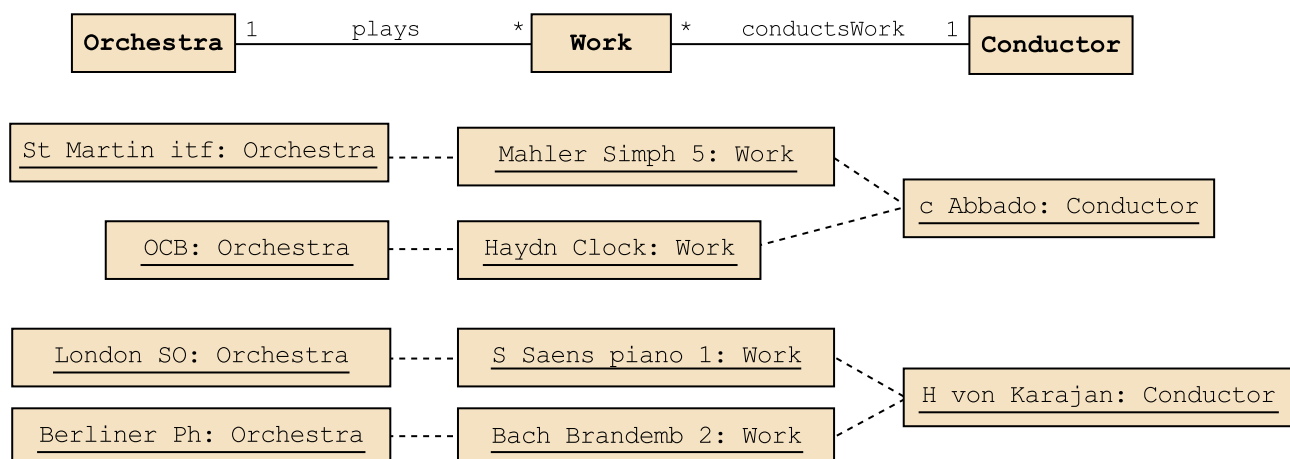 Orchestra 1 plays * Work * conductsWork 1 Conductor
St Martin itf: Orchestra
Mahler Simph 5: Work
c Abbado: Conductor
OCB: Orchestra
Haydn Clock: Work
London SO: Orchestra
S Saens piano 1: Work
H von Karajan: Conductor
Berliner Ph: Orchestra
Bach Brandemb 2: Work